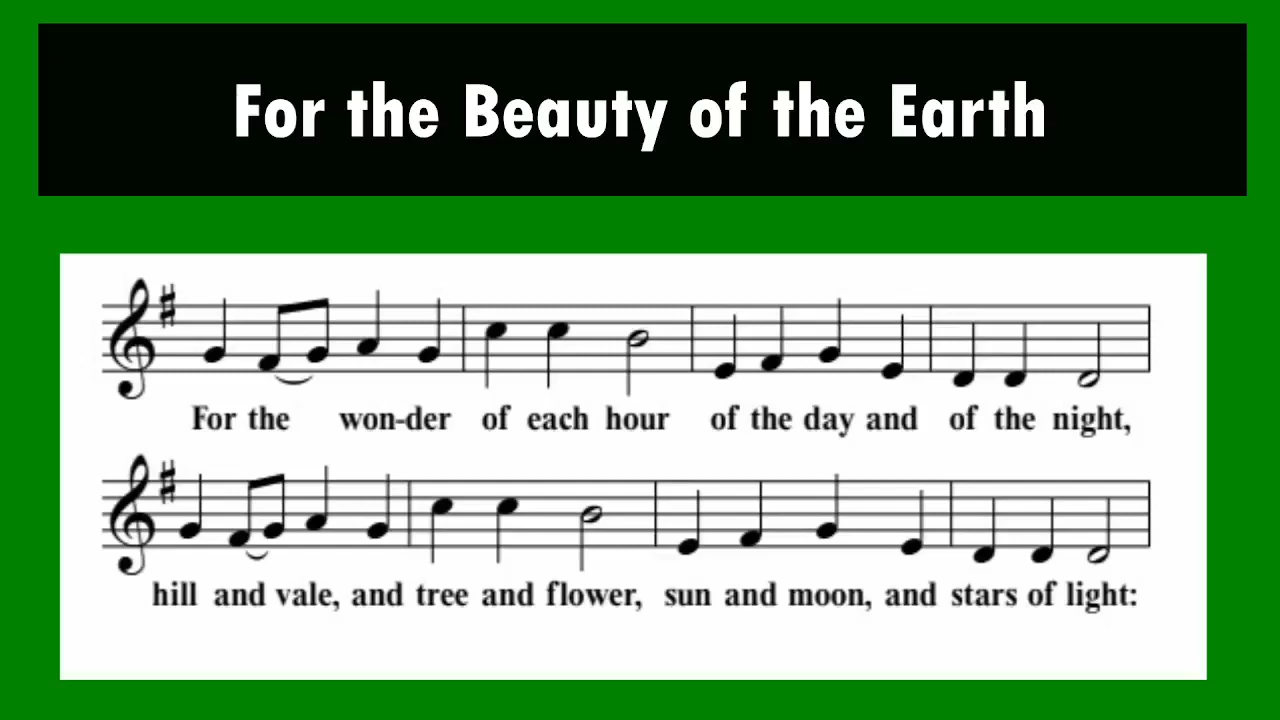 For the Beauty of the Earth
For the won-der of each hour of the day and of the night,
hill and vale, and tree and flower, sun and moon, and stars of light: